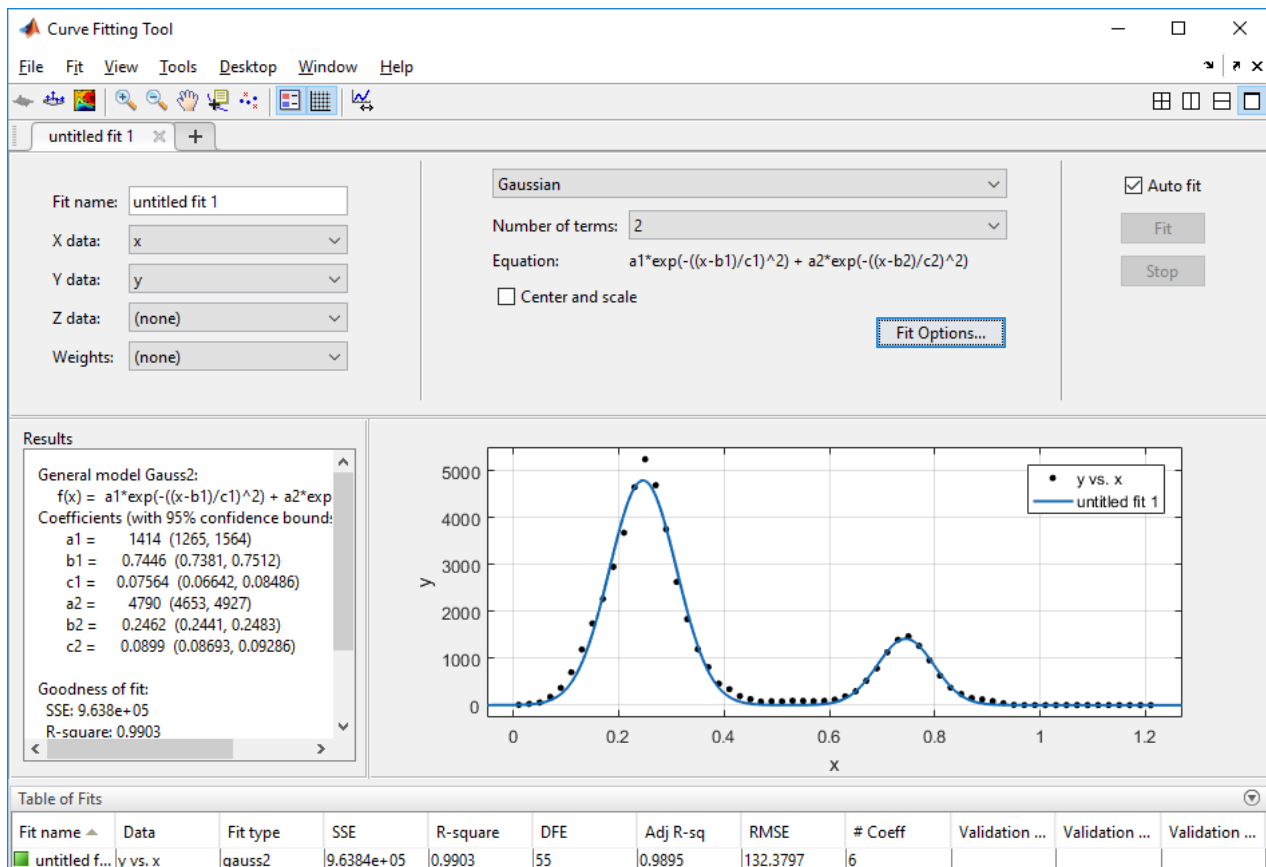 Curve Fitting Tool
File Fit View Tools Desktop Window Help
untitled fit 1
Fit name: untitled fit 1
X data: x
Y data: y
Z data: (none)
Weights: (none)
Gaussian
Number of terms: 2
Equation: a1*exp(-((x-b1)/c1)^2) + a2*exp(-((x-b2)/c2)^2)
Center and scale
Fit Options...
Auto fit
Fit
Stop
Results
General model Gauss2:
f(x) = a1*exp(-((x-b1)/c1)^2) + a2*exp
Coefficients (with 95% confidence bounds
a1 = 1414 (1265, 1564)
b1 = 0.7446 (0.7381, 0.7512)
c1 = 0.07564 (0.06642, 0.08486)
a2 = 4790 (4653, 4927)
b2 = 0.2462 (0.2441, 0.2483)
c2 = 0.0899 (0.08693, 0.09286)
Goodness of fit:
SSE: 9.638e+05
R-square: 0.9903
5000
4000
3000
2000
1000
0
y
0 0.2 0.4 0.6 0.8 1 1.2
x
y vs. x
untitled fit 1
Table of Fits
Fit name Data Fit type SSE R-square DFE Adj R-sq RMSE # Coeff Validation ... Validation ... Validation ...
untitled f... y vs. x gauss2 9.6384e+05 0.9903 55 0.9895 132.3797 6